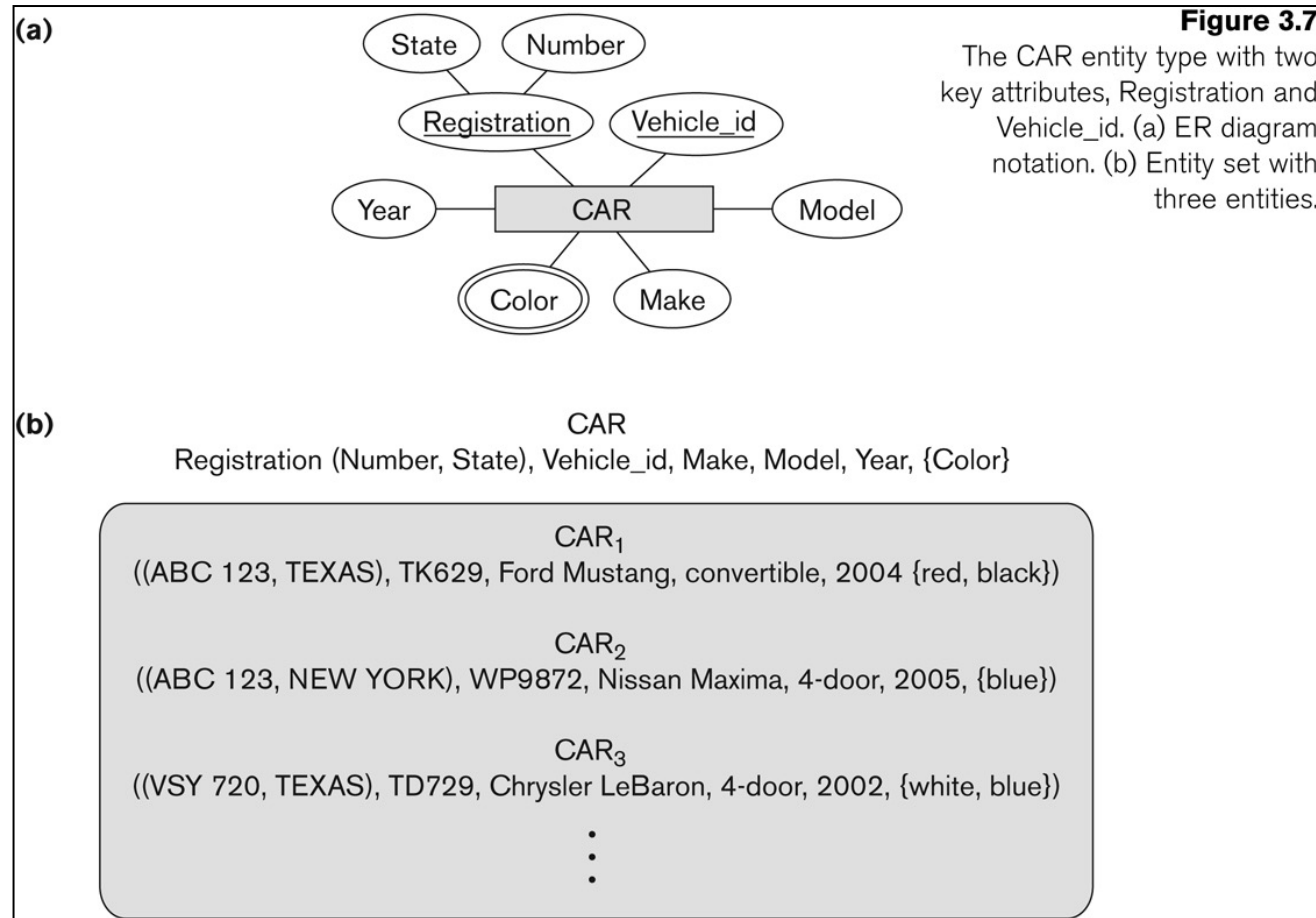 (a)
Figure 3.7
The CAR entity type with two
key attributes, Registration and
Vehicle_id. (a) ER diagram
notation. (b) Entity set with
three entities.
State
Number
Registration
Vehicle_id
Year
CAR
Model
Color
Make
(b)
CAR
Registration (Number, State), Vehicle_id, Make, Model, Year, {Color}
CAR₁
((ABC 123, TEXAS), TK629, Ford Mustang, convertible, 2004 {red, black})
CAR₂
((ABC 123, NEW YORK), WP9872, Nissan Maxima, 4-door, 2005, {blue})
CAR₃
((VSY 720, TEXAS), TD729, Chrysler LeBaron, 4-door, 2002, {white, blue})